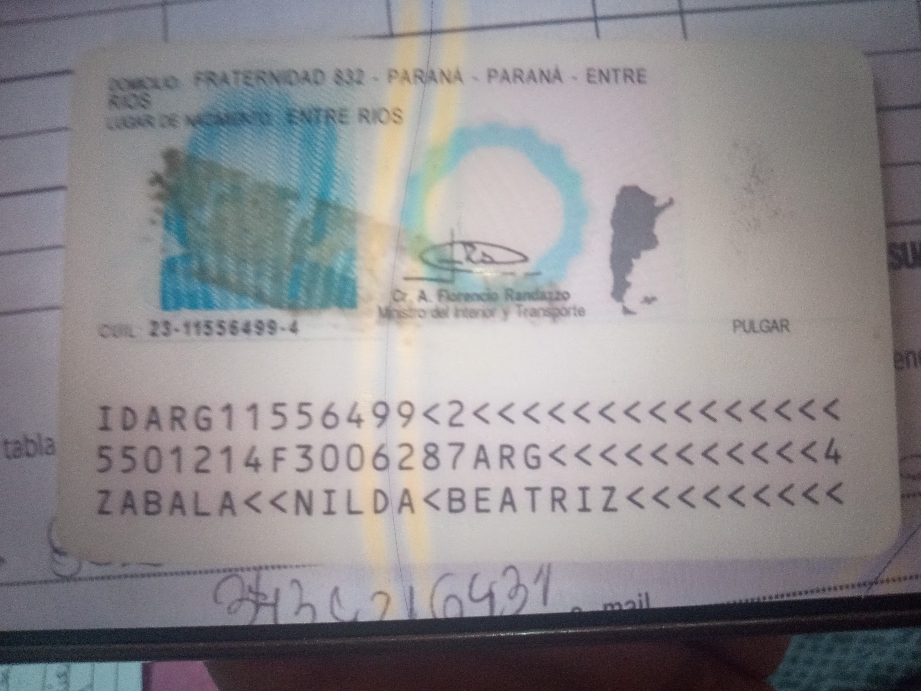 DOMICILIO: FRATERNIDAD 832 - PARANÁ - PARANÁ - ENTRE
RIOS
LUGAR DE NACIMIENTO: ENTRE RIOS
Cr. A. Florencio Randazzo
Ministro del Interior y Transporte
CUIL: 23-11556499-4
PULGAR
IDARG11556499<2<<<<<<<<<<<<<<<
5501214F3006287ARG<<<<<<<<<<<4
ZABALA<<NILDA<BEATRIZ<<<<<<<<<
tabla
e-mail